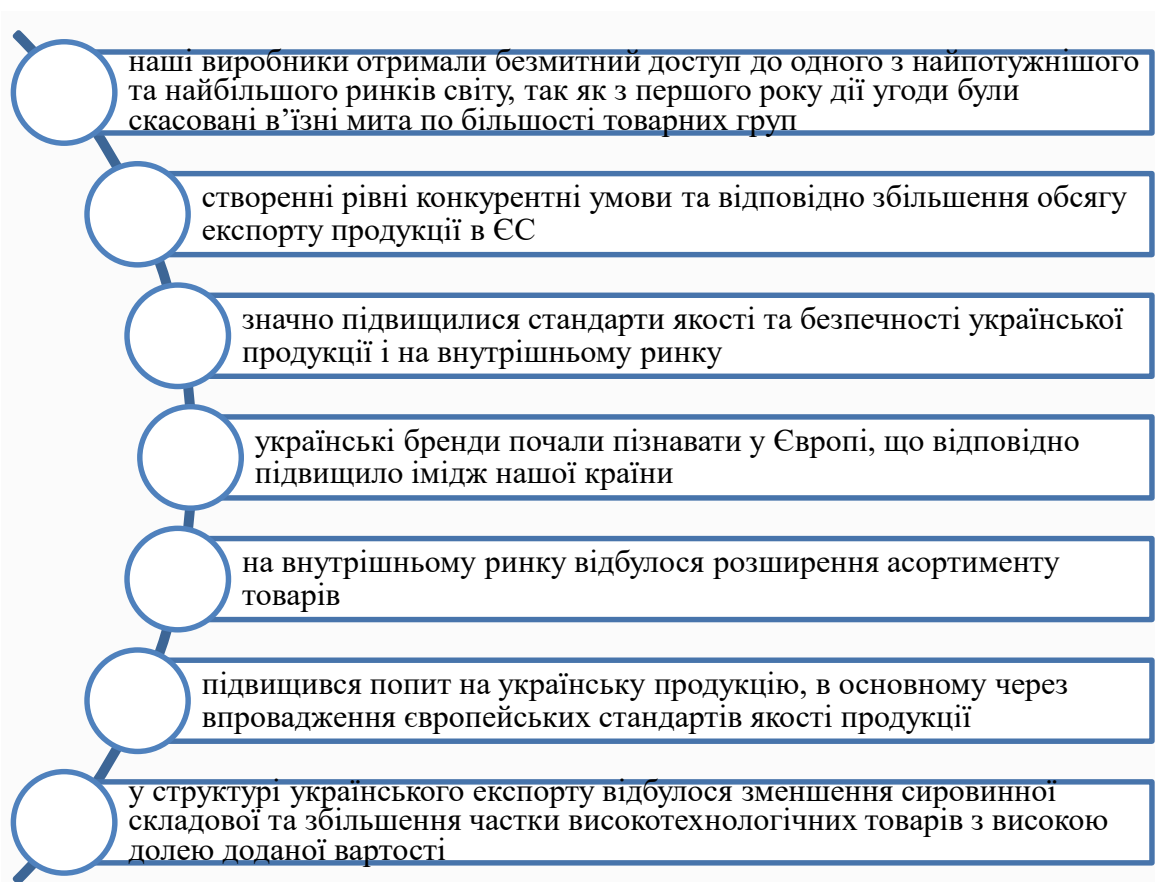 наші виробники отримали безмитний доступ до одного з найпотужнішого
та найбільшого ринків світу, так як з першого року дії угоди були
скасовані в’їзні мита по більшості товарних груп
створенні рівні конкурентні умови та відповідно збільшення обсягу
експорту продукції в ЄС
значно підвищилися стандарти якості та безпечності української
продукції і на внутрішньому ринку
українські бренди почали пізнавати у Європі, що відповідно
підвищило імідж нашої країни
на внутрішньому ринку відбулося розширення асортименту
товарів
підвищився попит на українську продукцію, в основному через
впровадження європейських стандартів якості продукції
у структурі українського експорту відбулося зменшення сировинної
складової та збільшення частки високотехнологічних товарів з високою
долею доданої вартості